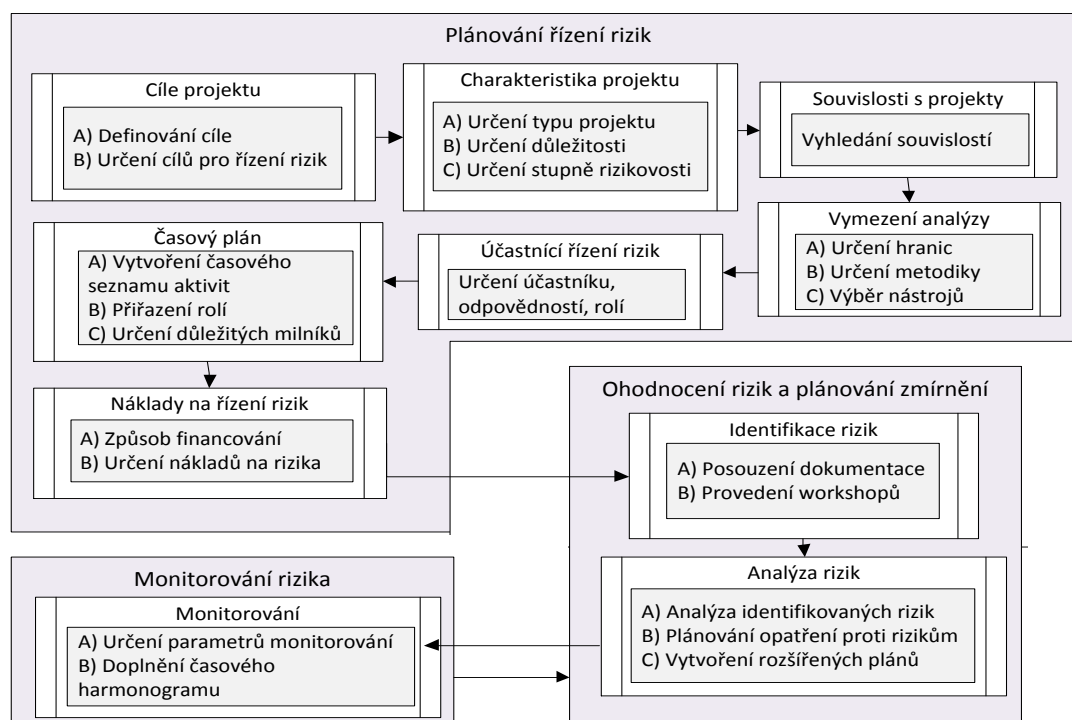 Plánování řízení rizik
Cíle projektu
A) Definování cíle
B) Určení cílů pro řízení rizik
Charakteristika projektu
A) Určení typu projektu
B) Určení důležitosti
C) Určení stupně rizikovosti
Souvislosti s projekty
Vyhledání souvislostí
Vymezení analýzy
A) Určení hranic
B) Určení metodiky
C) Výběr nástrojů
Účastnící řízení rizik
Určení účastníku,
odpovědností, rolí
Časový plán
A) Vytvoření časového
seznamu aktivit
B) Přiřazení rolí
C) Určení důležitých milníků
Náklady na řízení rizik
A) Způsob financování
B) Určení nákladů na rizika
Ohodnocení rizik a plánování zmírnění
Identifikace rizik
A) Posouzení dokumentace
B) Provedení workshopů
Analýza rizik
A) Analýza identifikovaných rizik
B) Plánování opatření proti rizikům
C) Vytvoření rozšířených plánů
Monitorování rizika
Monitorování
A) Určení parametrů monitorování
B) Doplnění časového
harmonogramu